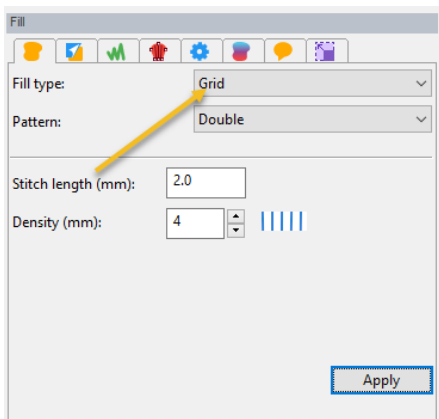 Fill
Fill type: Grid
Pattern: Double
Stitch length (mm): 2.0
Density (mm): 4
Apply